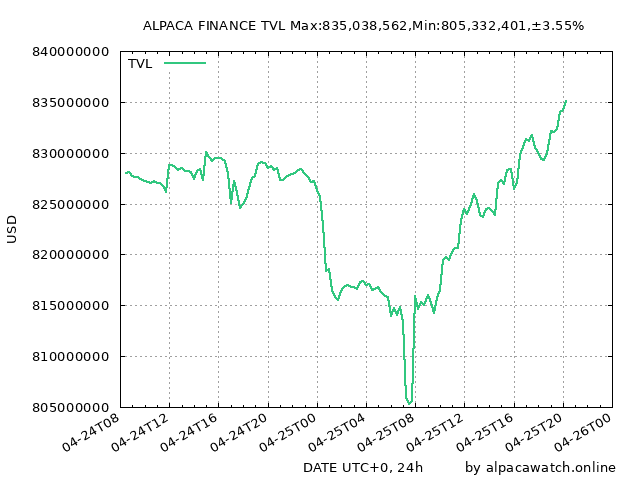 ALPACA FINANCE TVL Max:835,038,562,Min:805,332,401,±3.55%
840000000
TVL
835000000
830000000
825000000
USD
820000000
815000000
810000000
805000000
04-24T08
04-24T12
04-24T16
04-24T20
04-25T00
04-25T04
04-25T08
04-25T12
04-25T16
04-25T20
04-26T00
DATE UTC+0, 24h
by alpacawatch.online